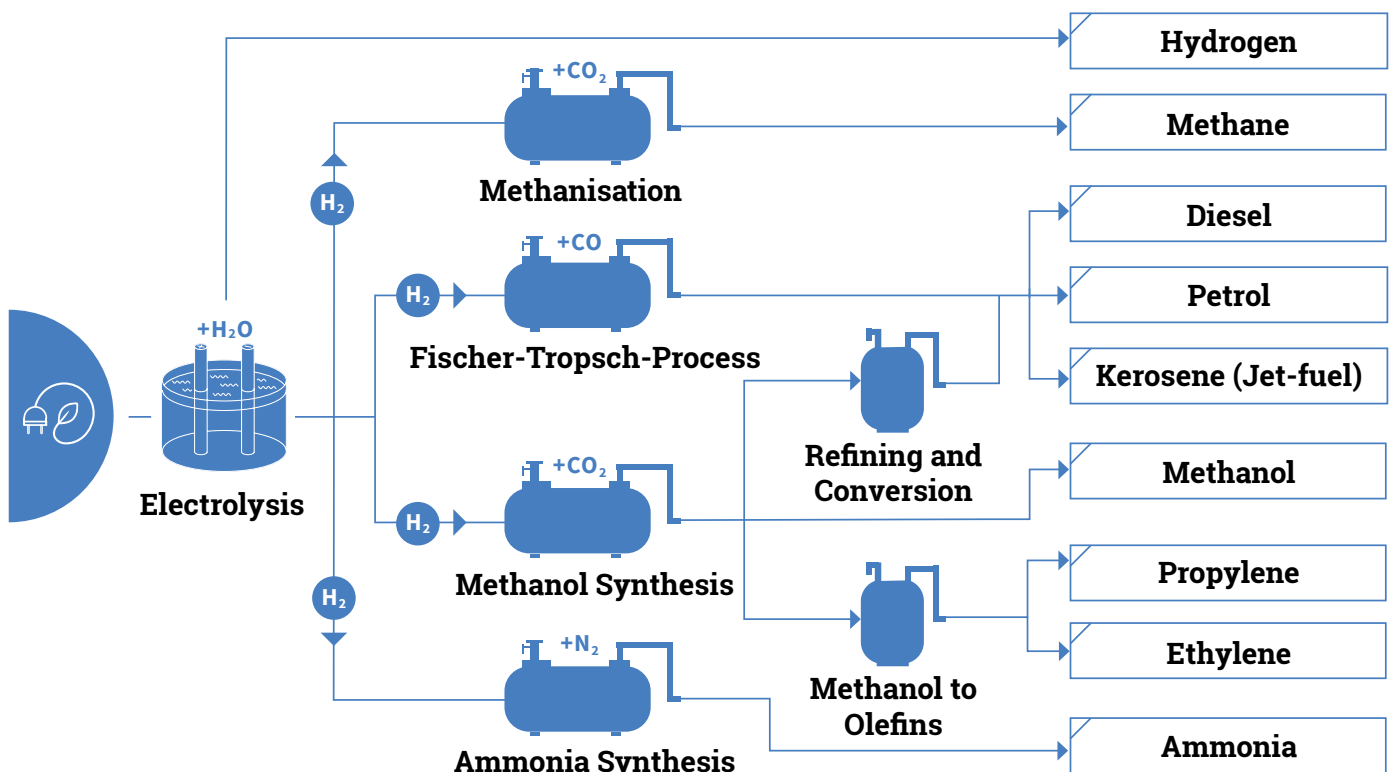 Hydrogen
+CO₂
Methane
Methanisation
H₂
Diesel
+CO
H₂
Petrol
+H₂O
Fischer-Tropsch-Process
Kerosene (Jet-fuel)
Refining and
Conversion
+CO₂
Methanol
Electrolysis
H₂
Methanol Synthesis
Propylene
H₂
+N₂
Ethylene
Methanol to
Olefins
Ammonia Synthesis
Ammonia